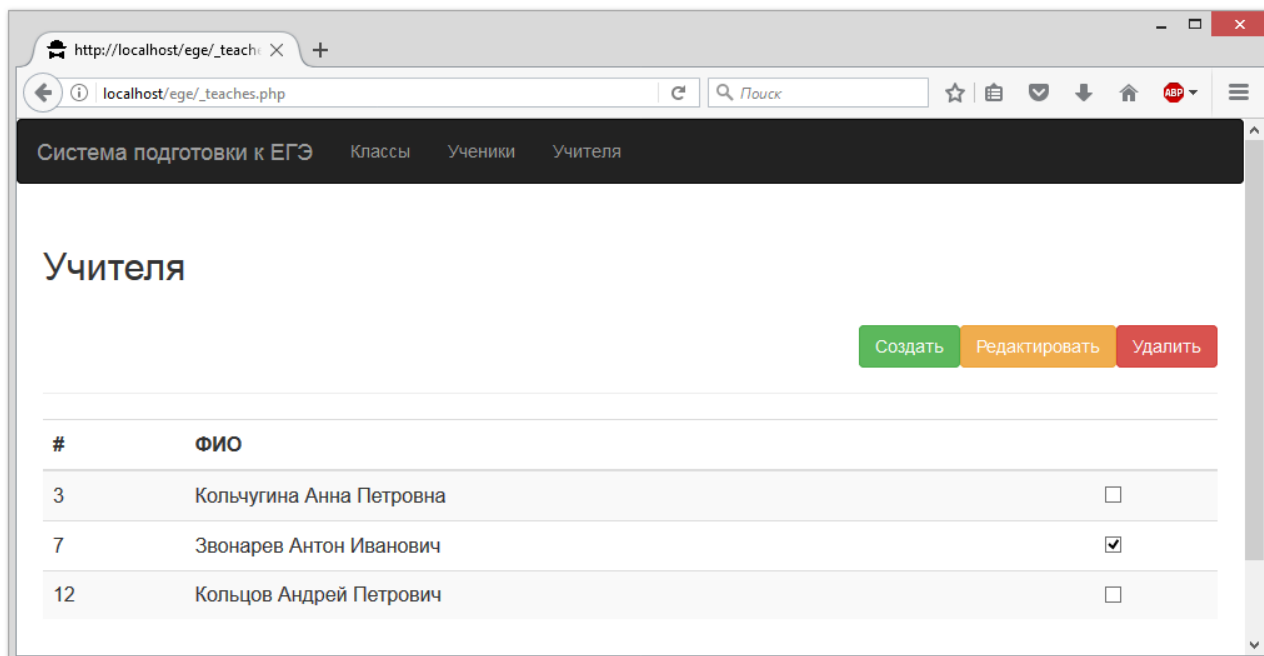 http://localhost/ege/_teache
localhost/ege/_teaches.php
Поиск
ABP
Система подготовки к ЕГЭ Классы Ученики Учителя
Учителя
Создать Редактировать Удалить
# ФИО
3 Кольчугина Анна Петровна
7 Звонарев Антон Иванович
12 Кольцов Андрей Петрович